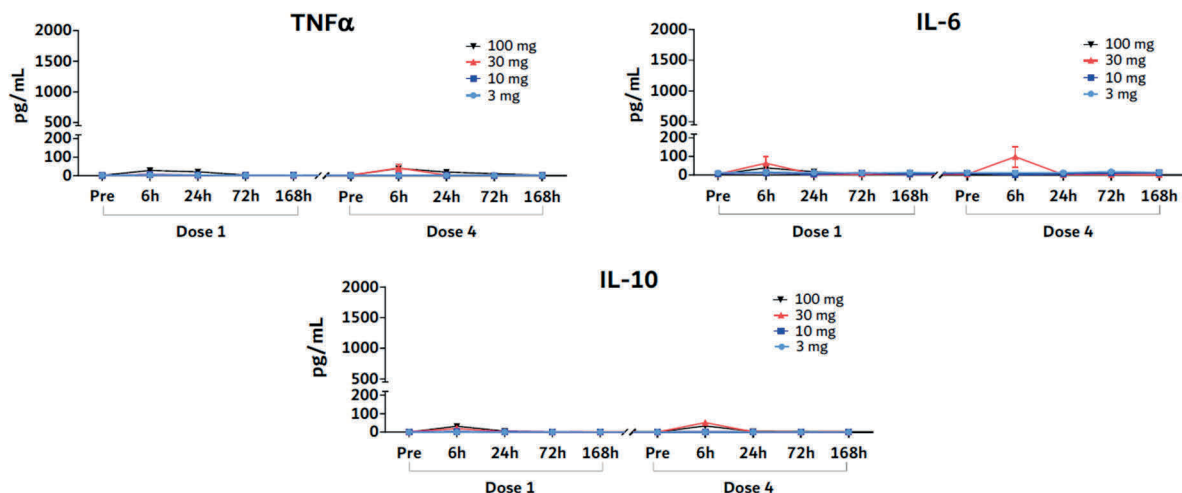 TNFα
2000
1500
1000
500
200
100
0
pg/mL
100 mg
30 mg
10 mg
3 mg
Pre 6h 24h 72h 168h Pre 6h 24h 72h 168h
Dose 1 Dose 4
IL-6
2000
1500
1000
500
200
100
0
pg/mL
100 mg
30 mg
10 mg
3 mg
Pre 6h 24h 72h 168h Pre 6h 24h 72h 168h
Dose 1 Dose 4
IL-10
2000
1500
1000
500
200
100
0
pg/mL
100 mg
30 mg
10 mg
3 mg
Pre 6h 24h 72h 168h Pre 6h 24h 72h 168h
Dose 1 Dose 4